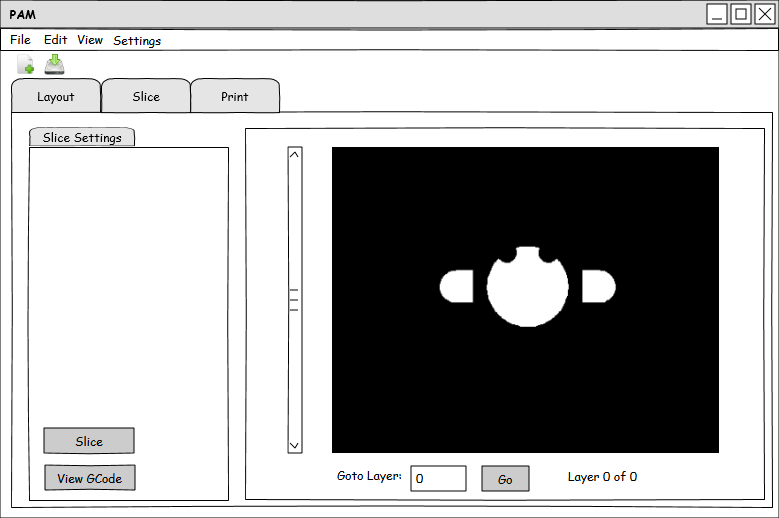 PAM
File Edit View Settings
Layout Slice Print
Slice Settings
Slice
View GCode
Goto Layer: 0 Go Layer 0 of 0